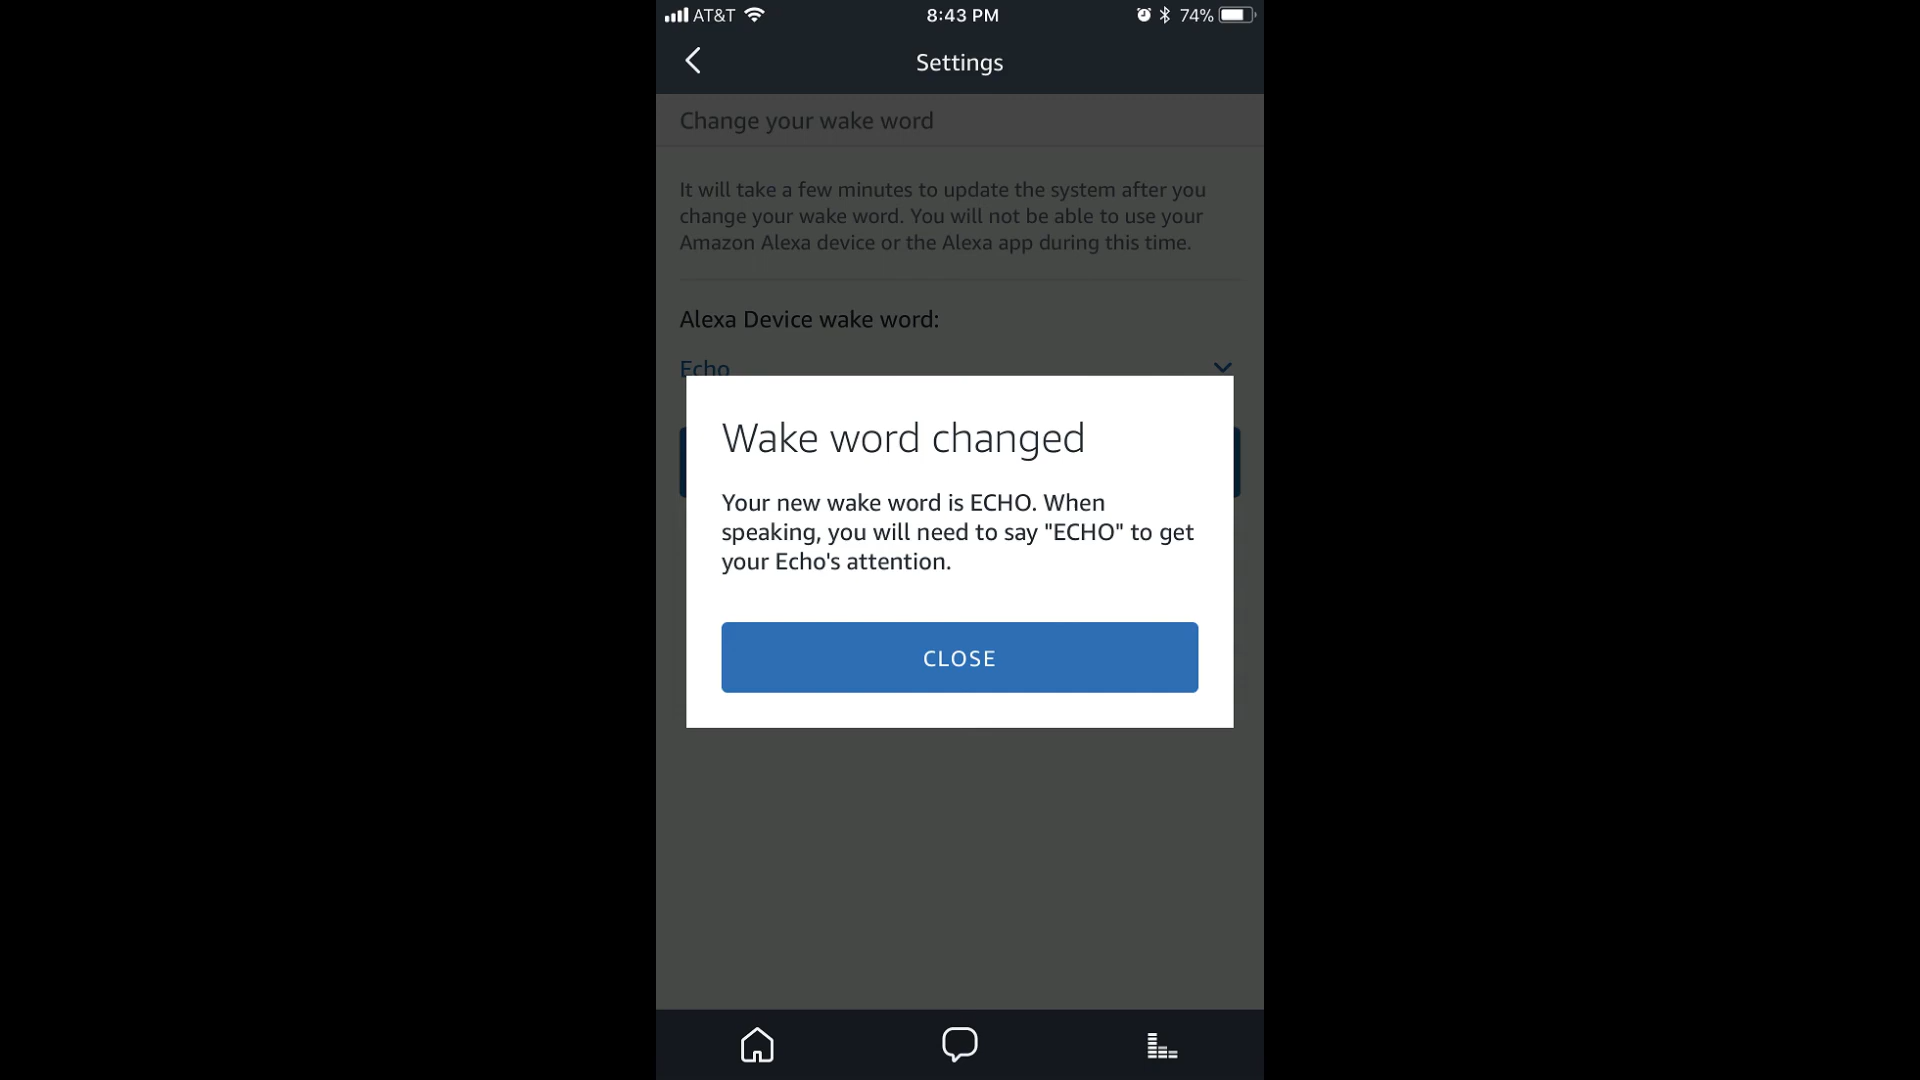 AT&T 8:43 PM 74%
Settings
Change your wake word
It will take a few minutes to update the system after you
change your wake word. You will not be able to use your
Amazon Alexa device or the Alexa app during this time.
Alexa Device wake word:
Echo
Wake word changed
Your new wake word is ECHO. When
speaking, you will need to say "ECHO" to get
your Echo's attention.
CLOSE